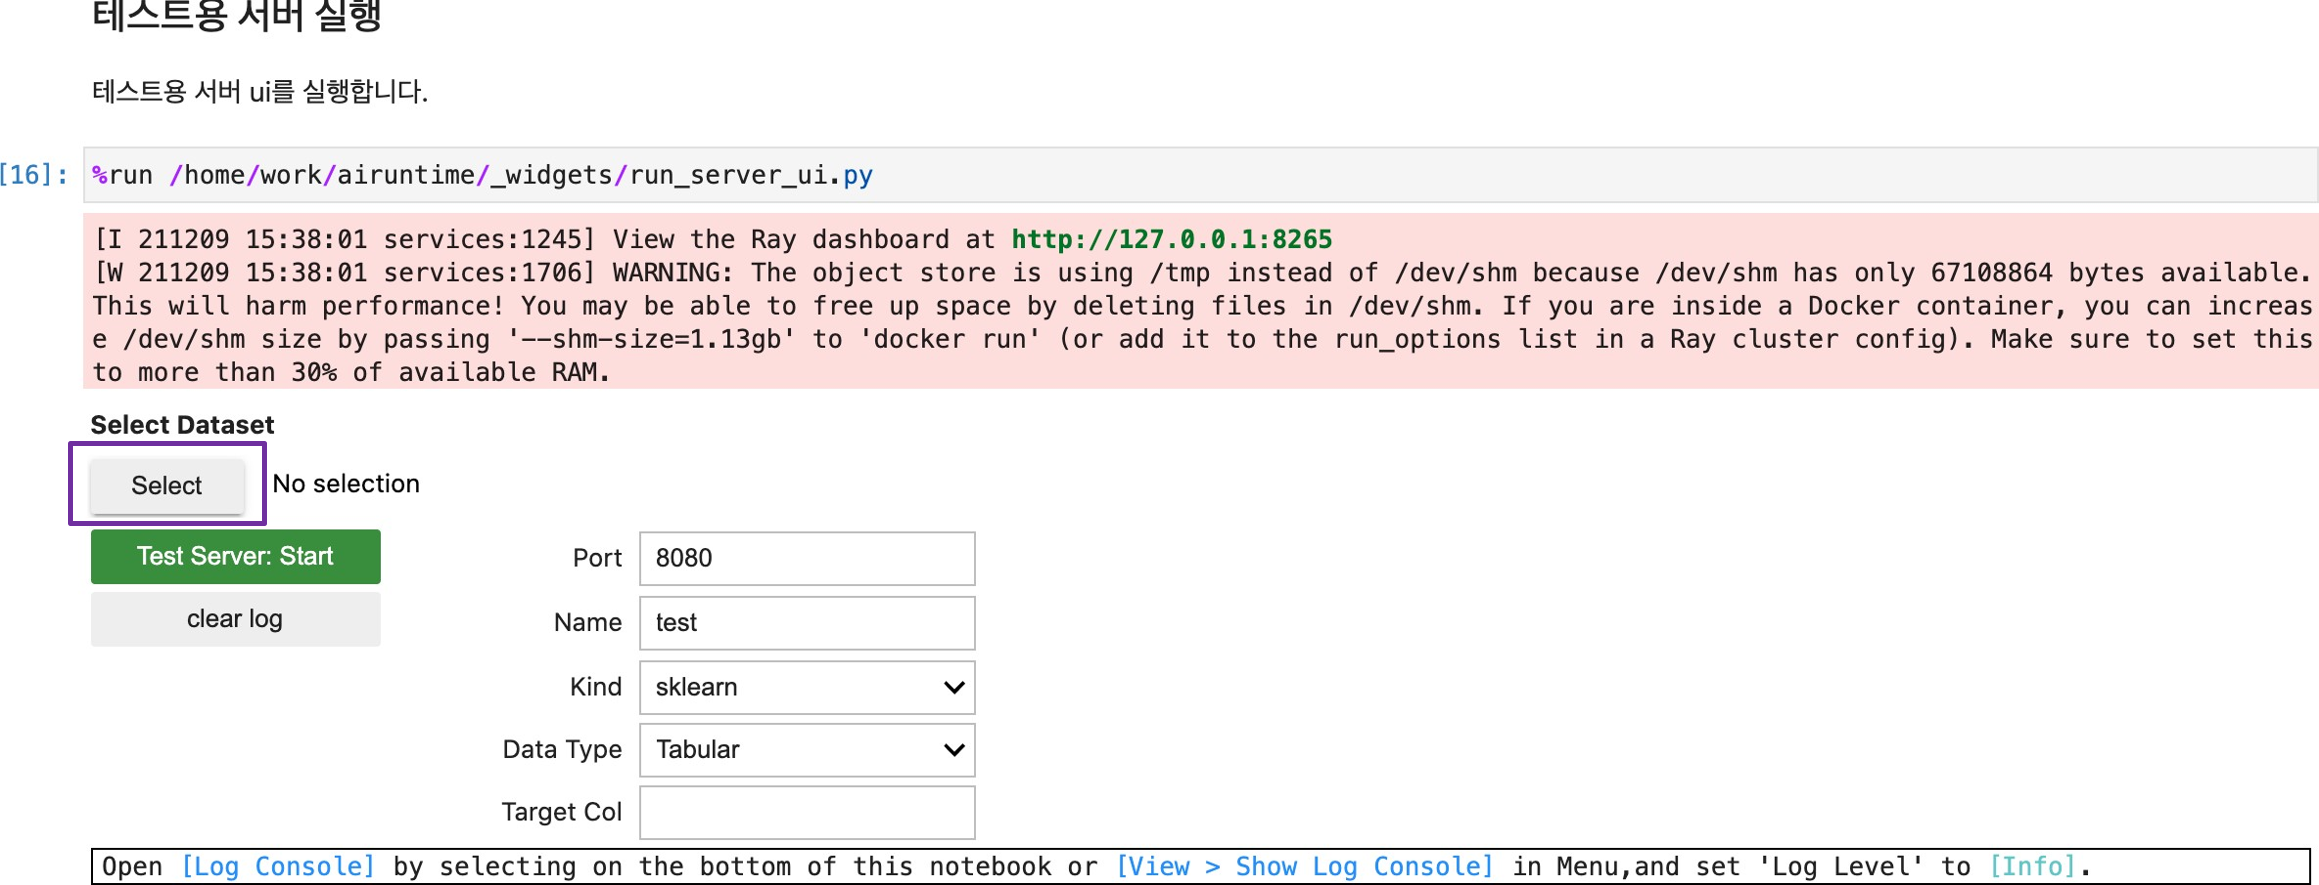 테스트용 서버 실행
테스트용 서버 ui를 실행합니다.
[16]: %run /home/work/airuntime/_widgets/run_server_ui.py
[I 211209 15:38:01 services:1245] View the Ray dashboard at http://127.0.0.1:8265
[W 211209 15:38:01 services:1706] WARNING: The object store is using /tmp instead of /dev/shm because /dev/shm has only 67108864 bytes available.
This will harm performance! You may be able to free up space by deleting files in /dev/shm. If you are inside a Docker container, you can increas
e /dev/shm size by passing '--shm-size=1.13gb' to 'docker run' (or add it to the run_options list in a Ray cluster config). Make sure to set this
to more than 30% of available RAM.
Select Dataset
Select No selection
Test Server: Start
clear log
Port 8080
Name test
Kind sklearn
Data Type Tabular
Target Col
Open [Log Console] by selecting on the bottom of this notebook or [View > Show Log Console] in Menu,and set 'Log Level' to [Info].